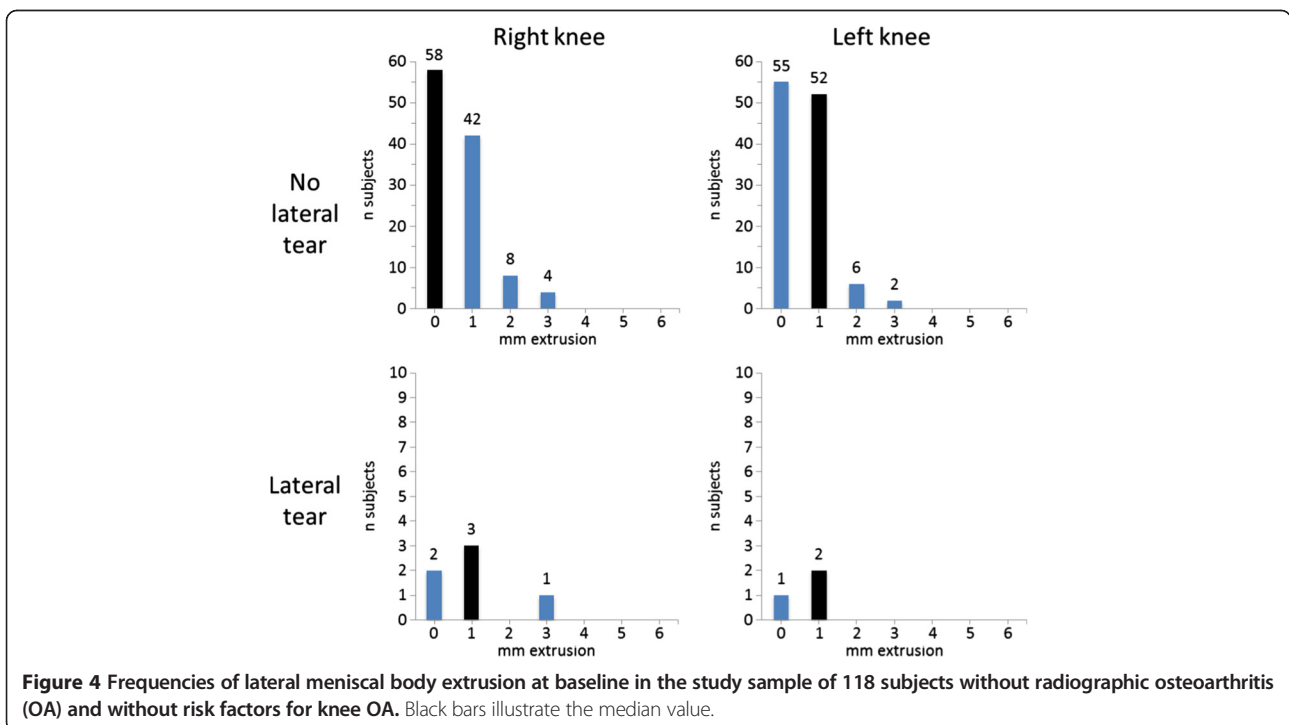 Right knee
Left knee
No
lateral
tear
n subjects
60
50
40
30
20
10
0
58
42
8
4
0 1 2 3 4 5 6
mm extrusion
n subjects
60
50
40
30
20
10
0
55
52
6
2
0 1 2 3 4 5 6
mm extrusion
Lateral
tear
n subjects
10
9
8
7
6
5
4
3
2
1
0
2
3
1
0 1 2 3 4 5 6
mm extrusion
n subjects
10
9
8
7
6
5
4
3
2
1
0
1
2
0 1 2 3 4 5 6
mm extrusion
Figure 4 Frequencies of lateral meniscal body extrusion at baseline in the study sample of 118 subjects without radiographic osteoarthritis
(OA) and without risk factors for knee OA. Black bars illustrate the median value.